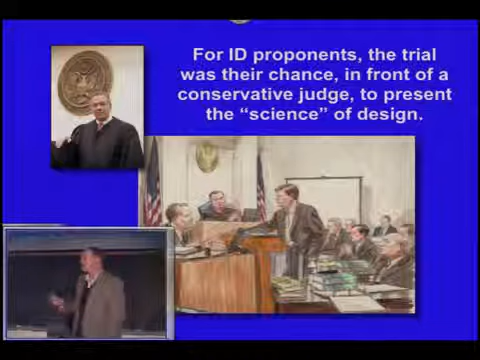 For ID proponents, the trial
was their chance, in front of a
conservative judge, to present
the “science” of design.